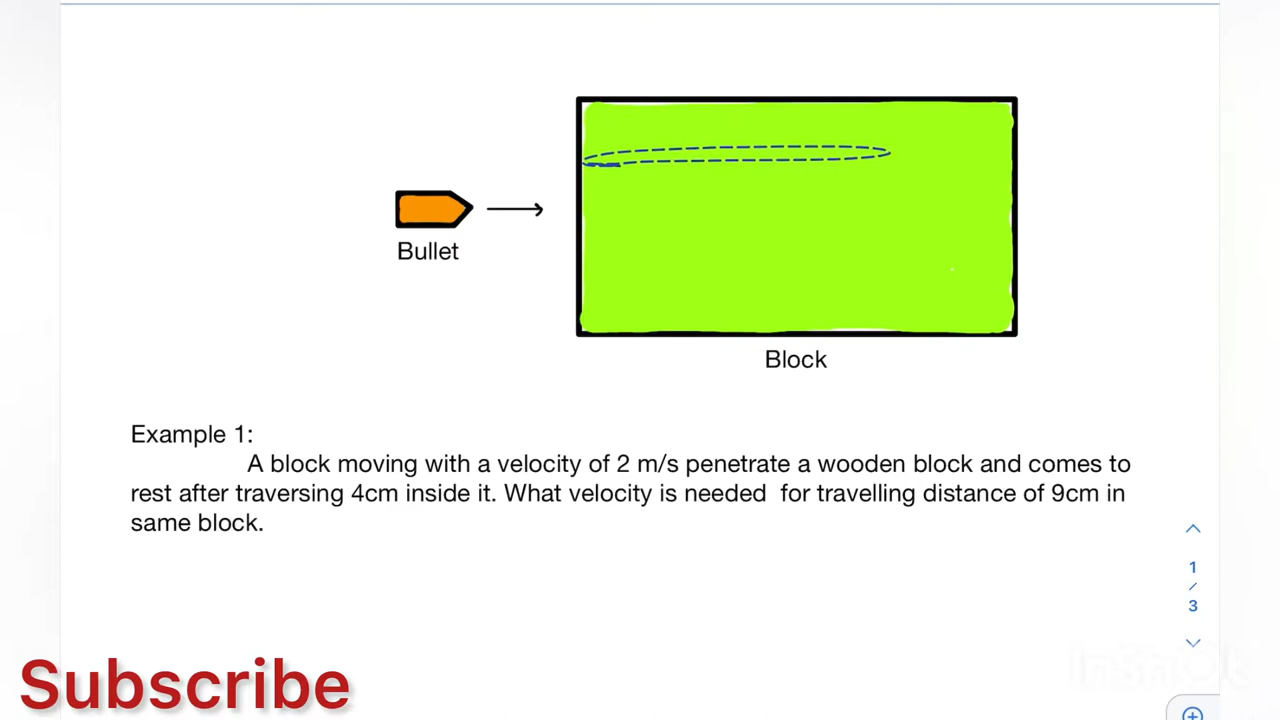 Bullet
Block
Example 1:
A block moving with a velocity of 2 m/s penetrate a wooden block and comes to
rest after traversing 4cm inside it. What velocity is needed for travelling distance of 9cm in
same block.
1
/
3
Subscribe
InShOt